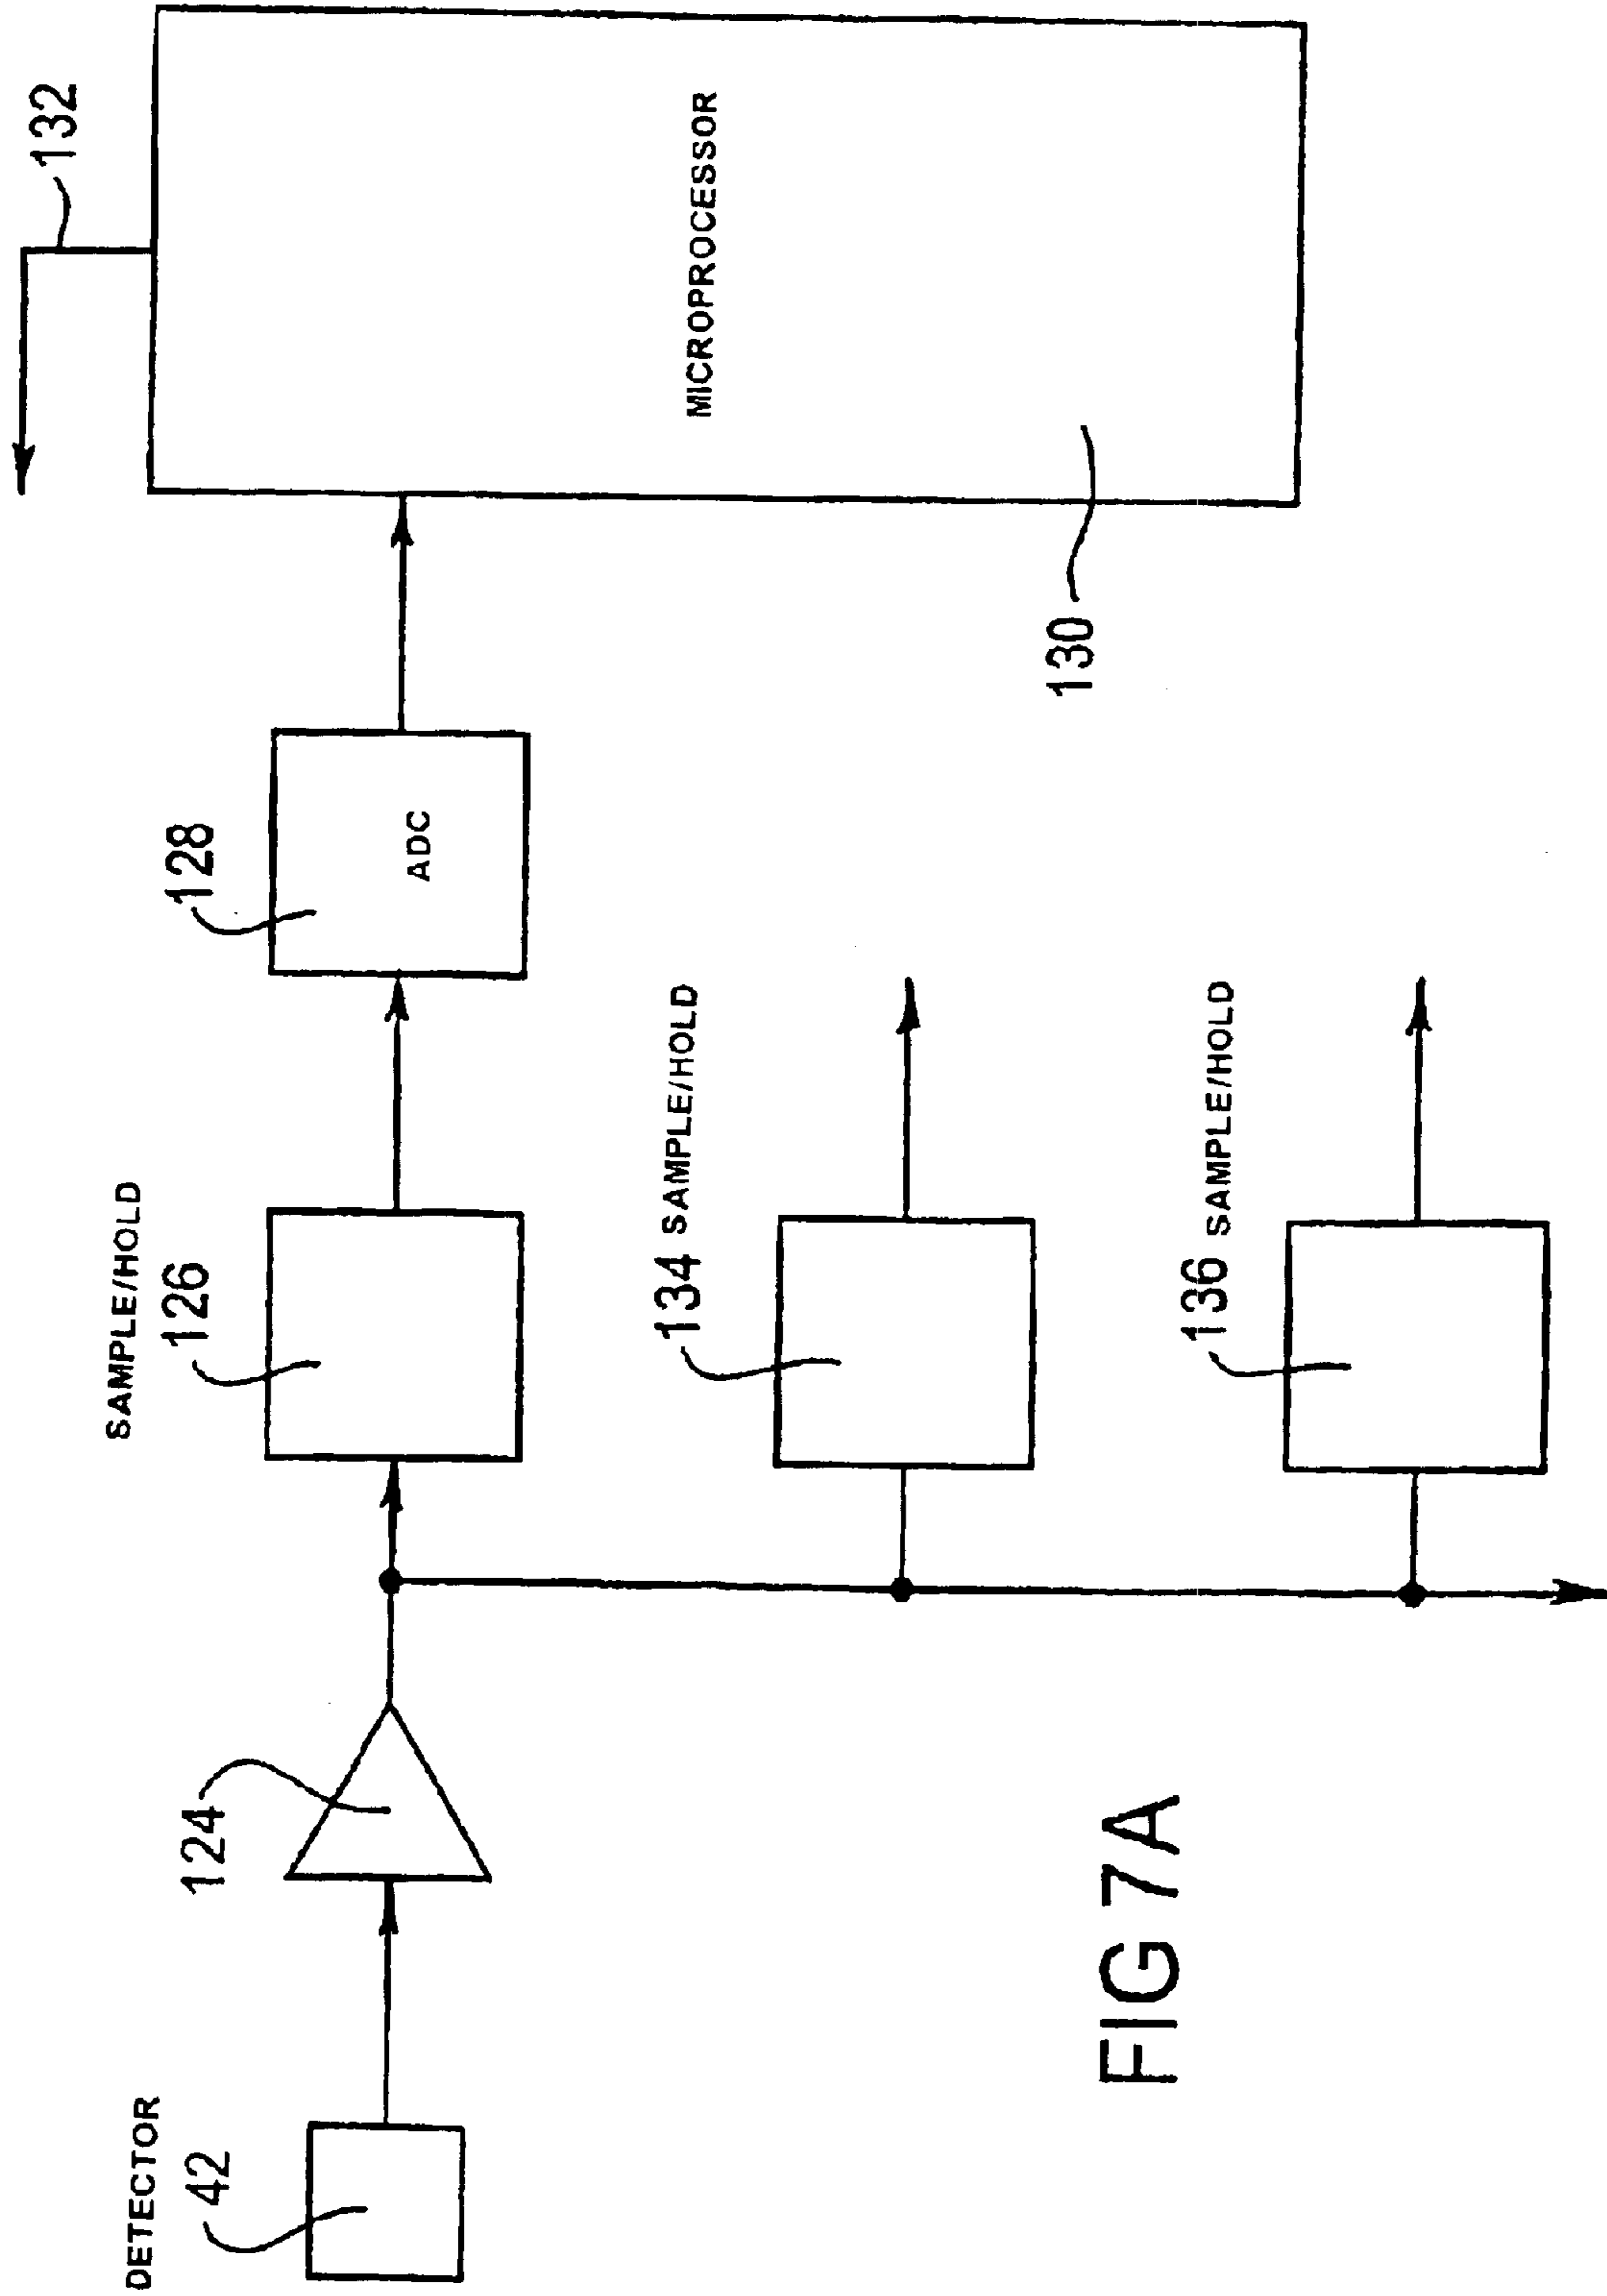 DETECTOR
42
124
SAMPLE/HOLD
126
128
ADC
132
MICROPROCESSOR
130
134 SAMPLE/HOLD
136 SAMPLE/HOLD
FIG 7A